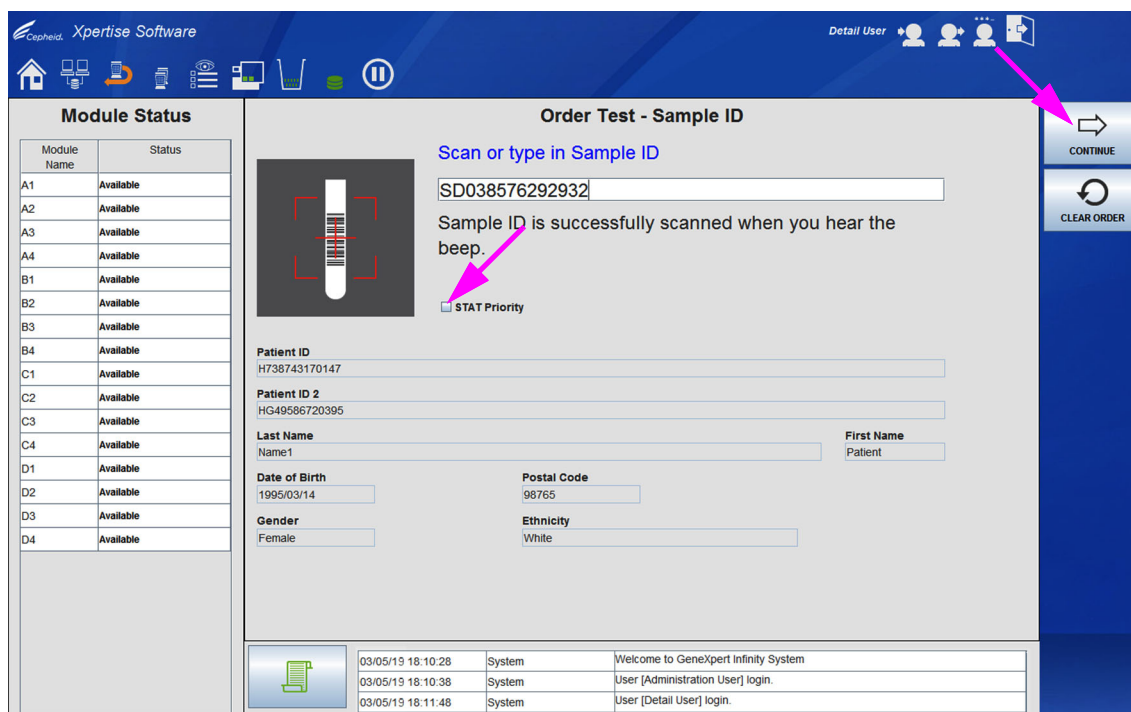 Cepheid. Xpertise Software
Detail User
Module Status
Module Name Status
A1 Available
A2 Available
A3 Available
A4 Available
B1 Available
B2 Available
B3 Available
B4 Available
C1 Available
C2 Available
C3 Available
C4 Available
D1 Available
D2 Available
D3 Available
D4 Available
Order Test - Sample ID
Scan or type in Sample ID
SD038576292932
Sample ID is successfully scanned when you hear the
beep.
STAT Priority
Patient ID
H738743170147
Patient ID 2
HG49586720395
Last Name First Name
Name1 Patient
Date of Birth Postal Code
1995/03/14 98765
Gender Ethnicity
Female White
03/05/19 18:10:28 System Welcome to GeneXpert Infinity System
03/05/19 18:10:38 System User [Administration User] login.
03/05/19 18:11:48 System User [Detail User] login.
CONTINUE
CLEAR ORDER